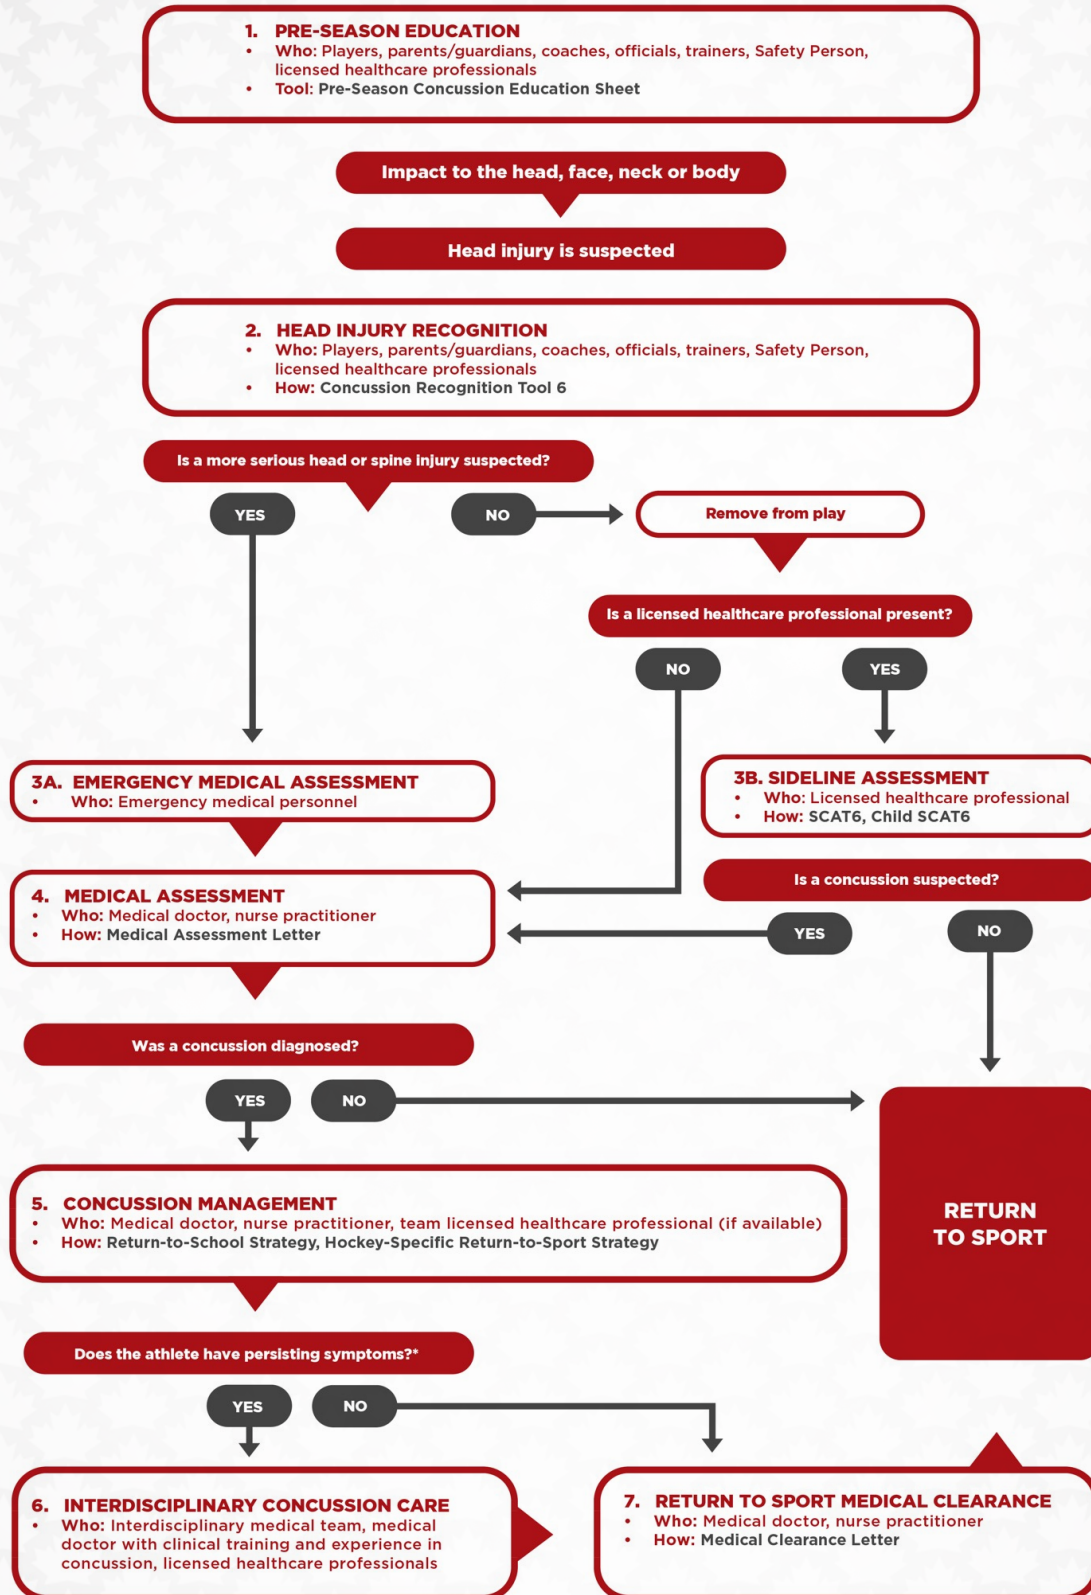 1. PRE-SEASON EDUCATION
• Who: Players, parents/guardians, coaches, officials, trainers, Safety Person,
licensed healthcare professionals
• Tool: Pre-Season Concussion Education Sheet
Impact to the head, face, neck or body
Head injury is suspected
2. HEAD INJURY RECOGNITION
• Who: Players, parents/guardians, coaches, officials, trainers, Safety Person,
licensed healthcare professionals
• How: Concussion Recognition Tool 6
Is a more serious head or spine injury suspected?
YES
NO
Remove from play
Is a licensed healthcare professional present?
NO
YES
3A. EMERGENCY MEDICAL ASSESSMENT
• Who: Emergency medical personnel
3B. SIDELINE ASSESSMENT
• Who: Licensed healthcare professional
• How: SCAT6, Child SCAT6
4. MEDICAL ASSESSMENT
• Who: Medical doctor, nurse practitioner
• How: Medical Assessment Letter
Is a concussion suspected?
YES
NO
Was a concussion diagnosed?
YES
NO
5. CONCUSSION MANAGEMENT
• Who: Medical doctor, nurse practitioner, team licensed healthcare professional (if available)
• How: Return-to-School Strategy, Hockey-Specific Return-to-Sport Strategy
RETURN
TO SPORT
Does the athlete have persisting symptoms?*
YES
NO
6. INTERDISCIPLINARY CONCUSSION CARE
• Who: Interdisciplinary medical team, medical
doctor with clinical training and experience in
concussion, licensed healthcare professionals
7. RETURN TO SPORT MEDICAL CLEARANCE
• Who: Medical doctor, nurse practitioner
• How: Medical Clearance Letter